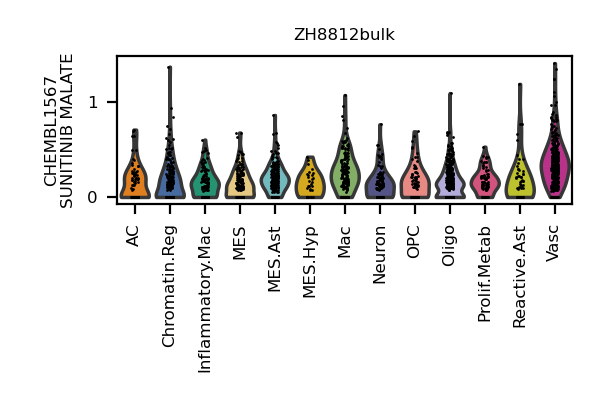 ZH8812bulk
CHEMBL1567
SUNITINIB MALATE
1
0
AC
Chromatin.Reg
Inflammatory.Mac
MES
MES.Ast
MES.Hyp
Mac
Neuron
OPC
Oligo
Prolif.Metab
Reactive.Ast
Vasc